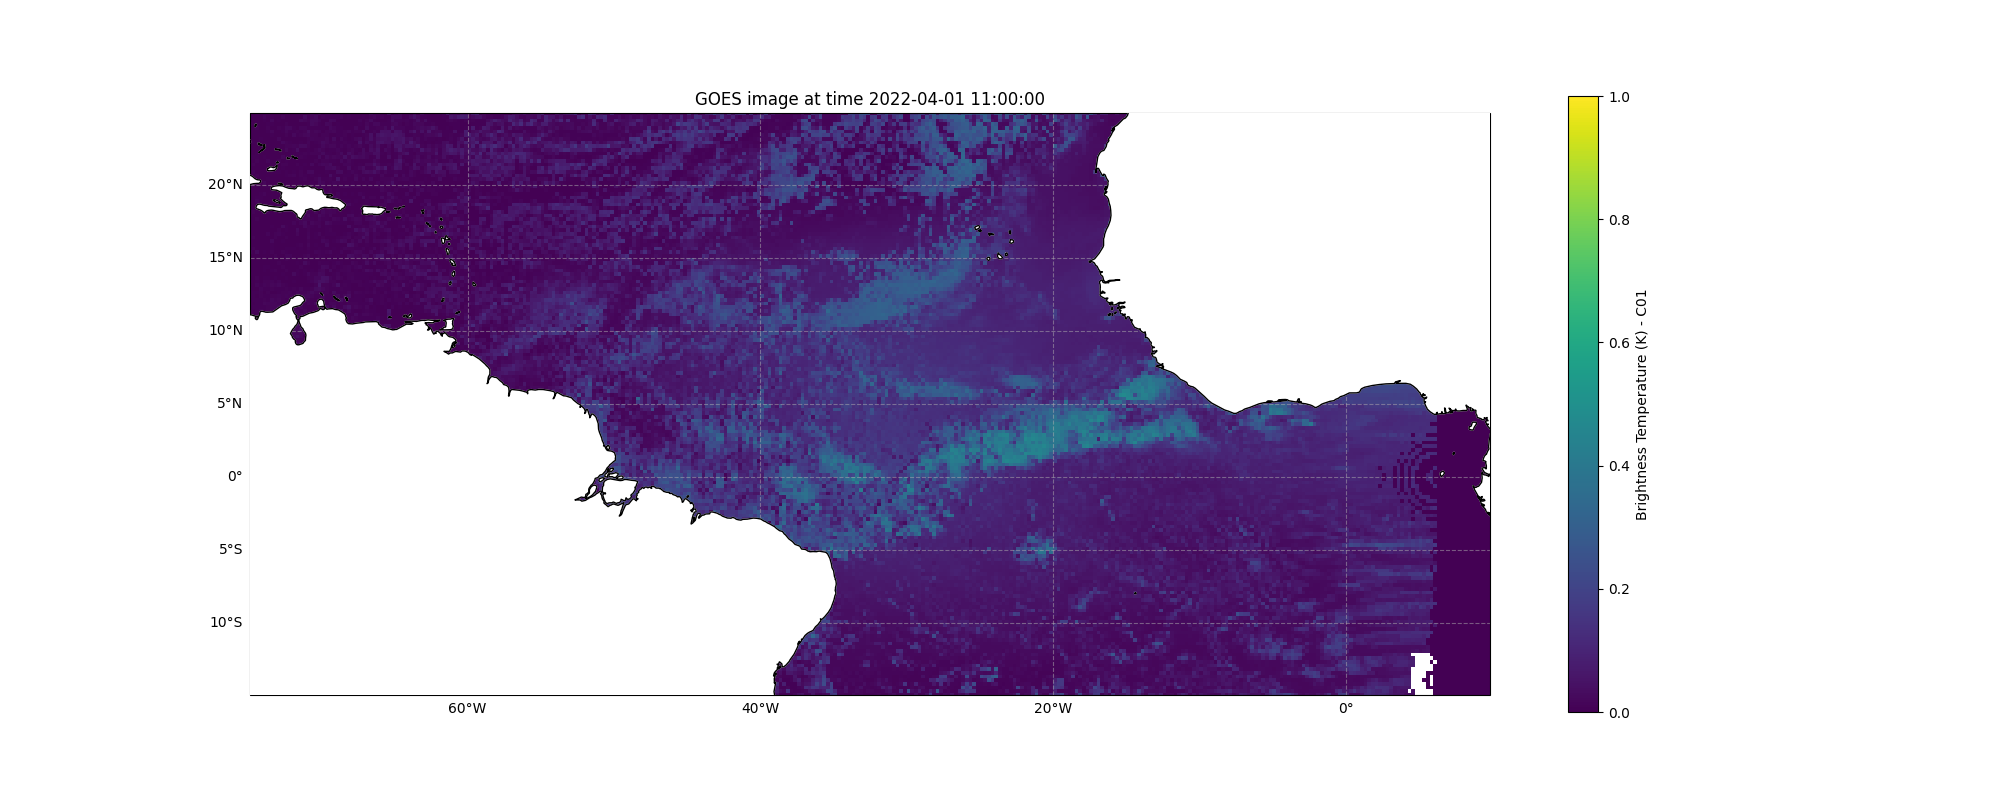 GOES image at time 2022-04-01 11:00:00
20°N
15°N
10°N
5°N
0°
5°S
10°S
60°W
40°W
20°W
0°
1.0
0.8
0.6
0.4
0.2
0.0
Brightness Temperature (K) - C01